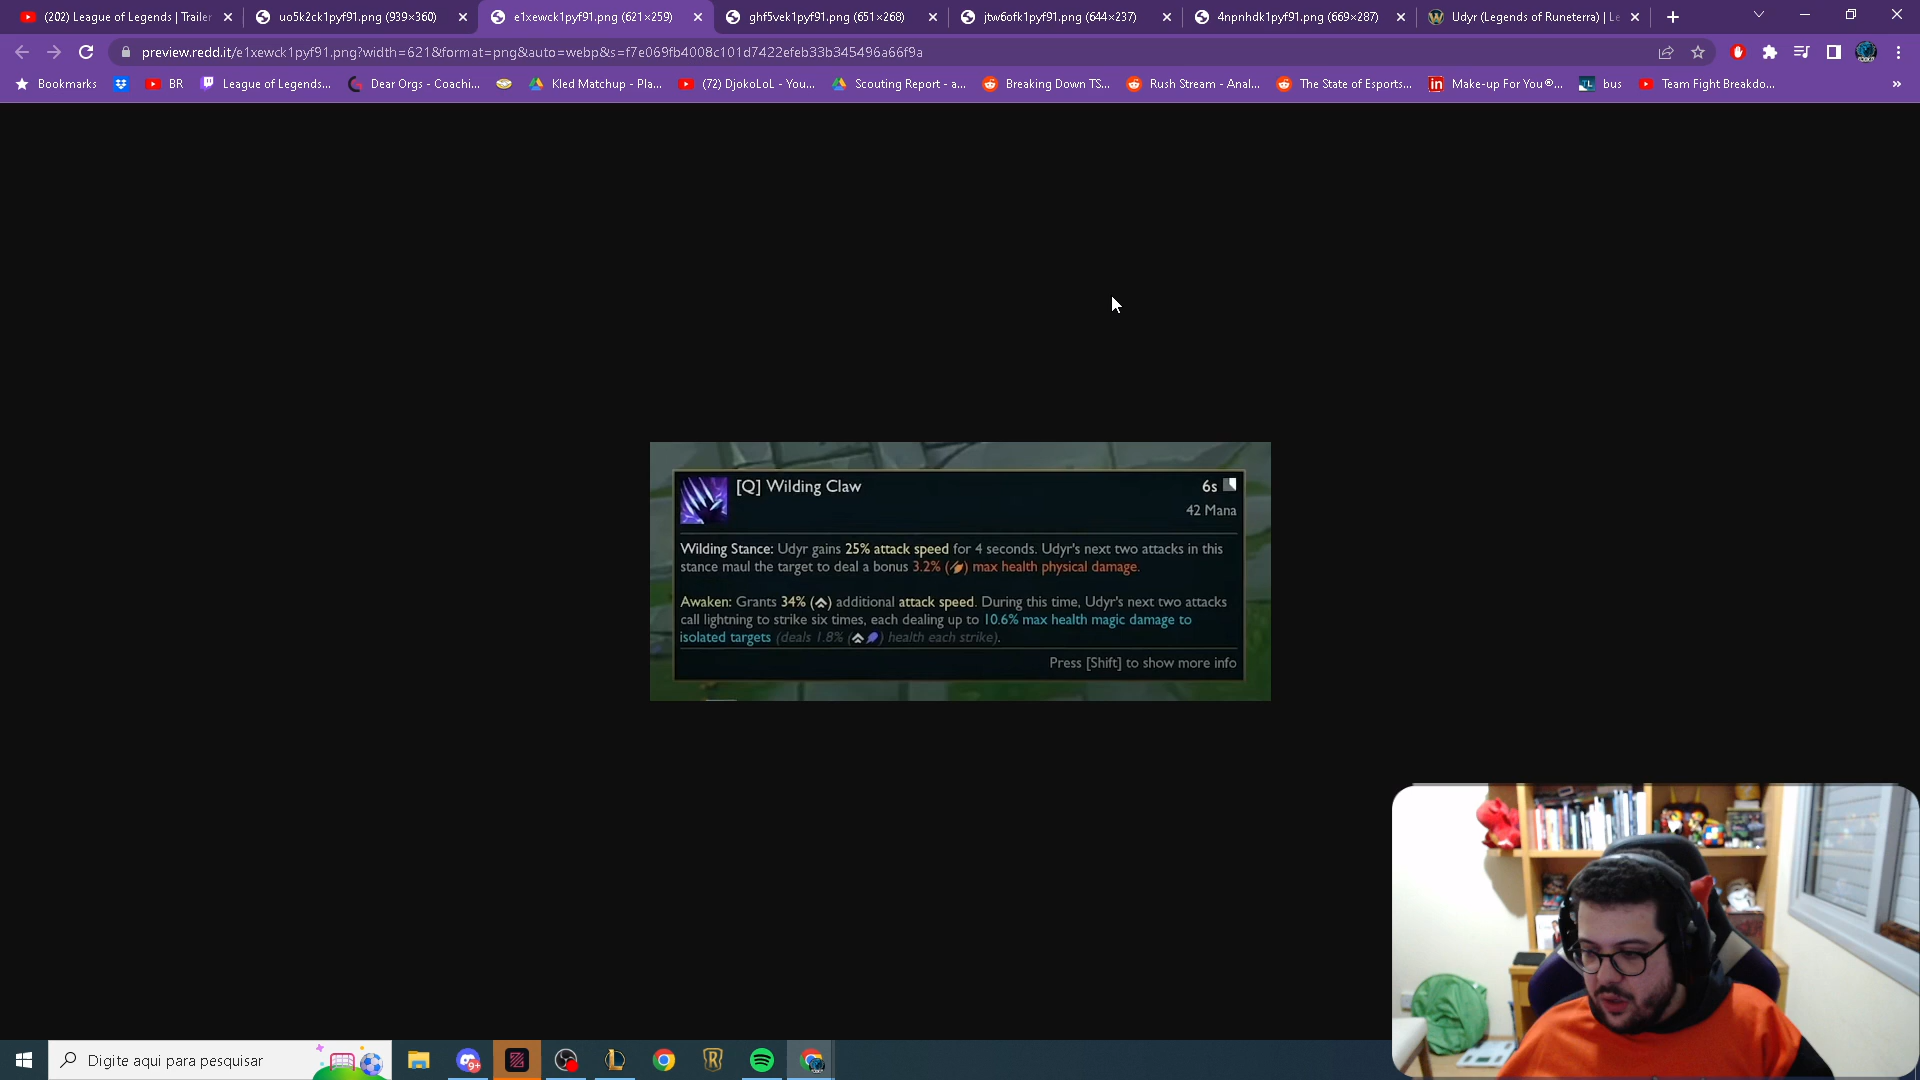 (202) League of Legends | Trailer
uo5k2ck1pyf91.png (939×360)
e1xewck1pyf91.png (621×259)
ghf5vek1pyf91.png (651×268)
jtw6ofk1pyf91.png (644×237)
4npnhdk1pyf91.png (669×287)
Udyr (Legends of Runeterra) | Le
preview.redd.it/e1xewck1pyf91.png?width=621&format=png&auto=webp&s=f7e069fb4008c101d7422efeb33b345496a66f9a
Bookmarks
BR
League of Legends...
Dear Orgs - Coachi...
Kled Matchup - Pla...
(72) DjokoLoL - You...
Scouting Report - a...
Breaking Down TS...
Rush Stream - Anal...
The State of Esports...
Make-up For You®...
bus
Team Fight Breakdo...
»
[Q] Wilding Claw
6s
42 Mana
Wilding Stance: Udyr gains 25% attack speed for 4 seconds. Udyr's next two attacks in this
stance maul the target to deal a bonus 3.2% () max health physical damage.
Awaken: Grants 34% () additional attack speed. During this time, Udyr's next two attacks
call lightning to strike six times, each dealing up to 10.6% max health magic damage to
isolated targets (deals 1.8% () health each strike).
Press [Shift] to show more info
Digite aqui para pesquisar
9+